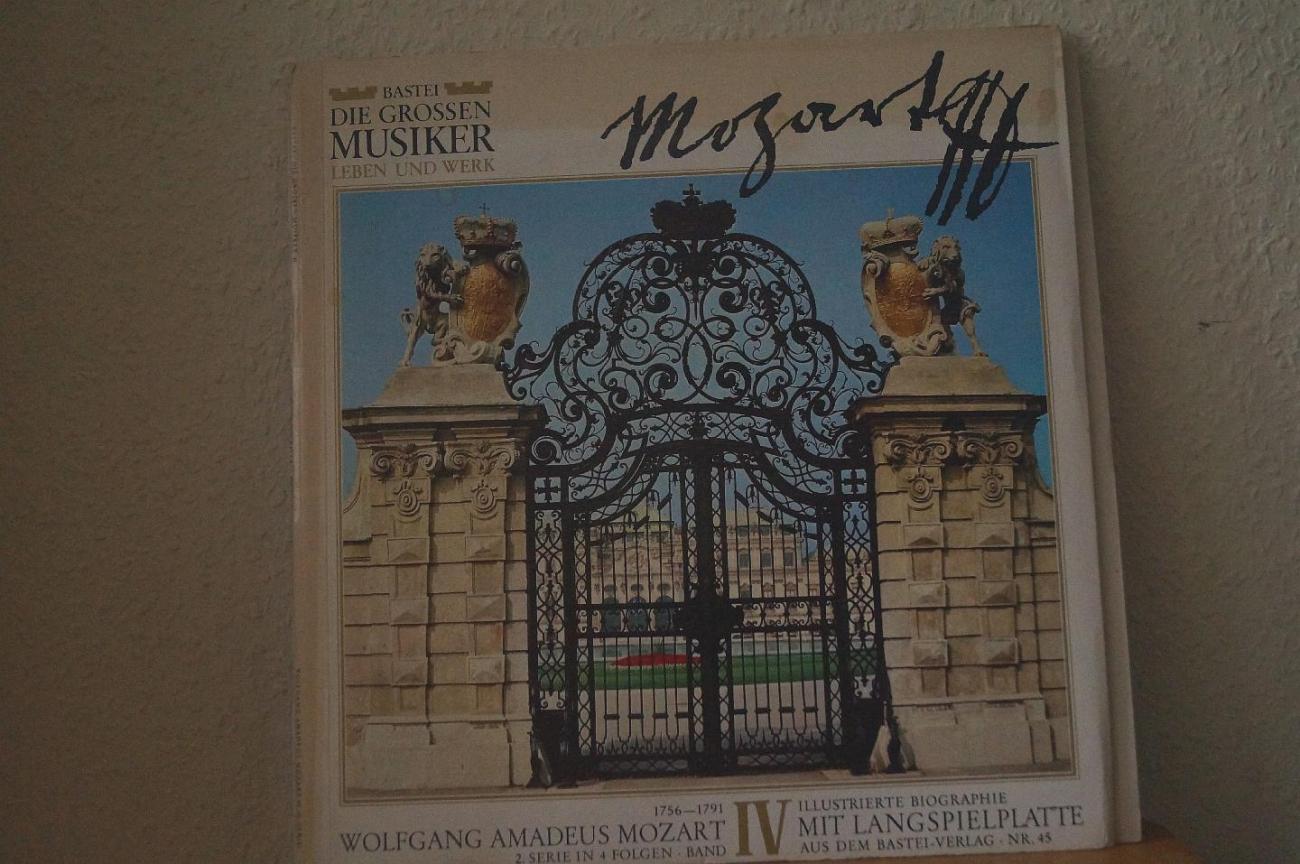 BASTEI
DIE GROSSEN
MUSIKER
LEBEN UND WERK
Mozart
1756—1791
WOLFGANG AMADEUS MOZART
2. SERIE IN 4 FOLGEN · BAND
IV
ILLUSTRIERTE BIOGRAPHIE
MIT LANGSPIELPLATTE
AUS DEM BASTEI-VERLAG · NR. 45